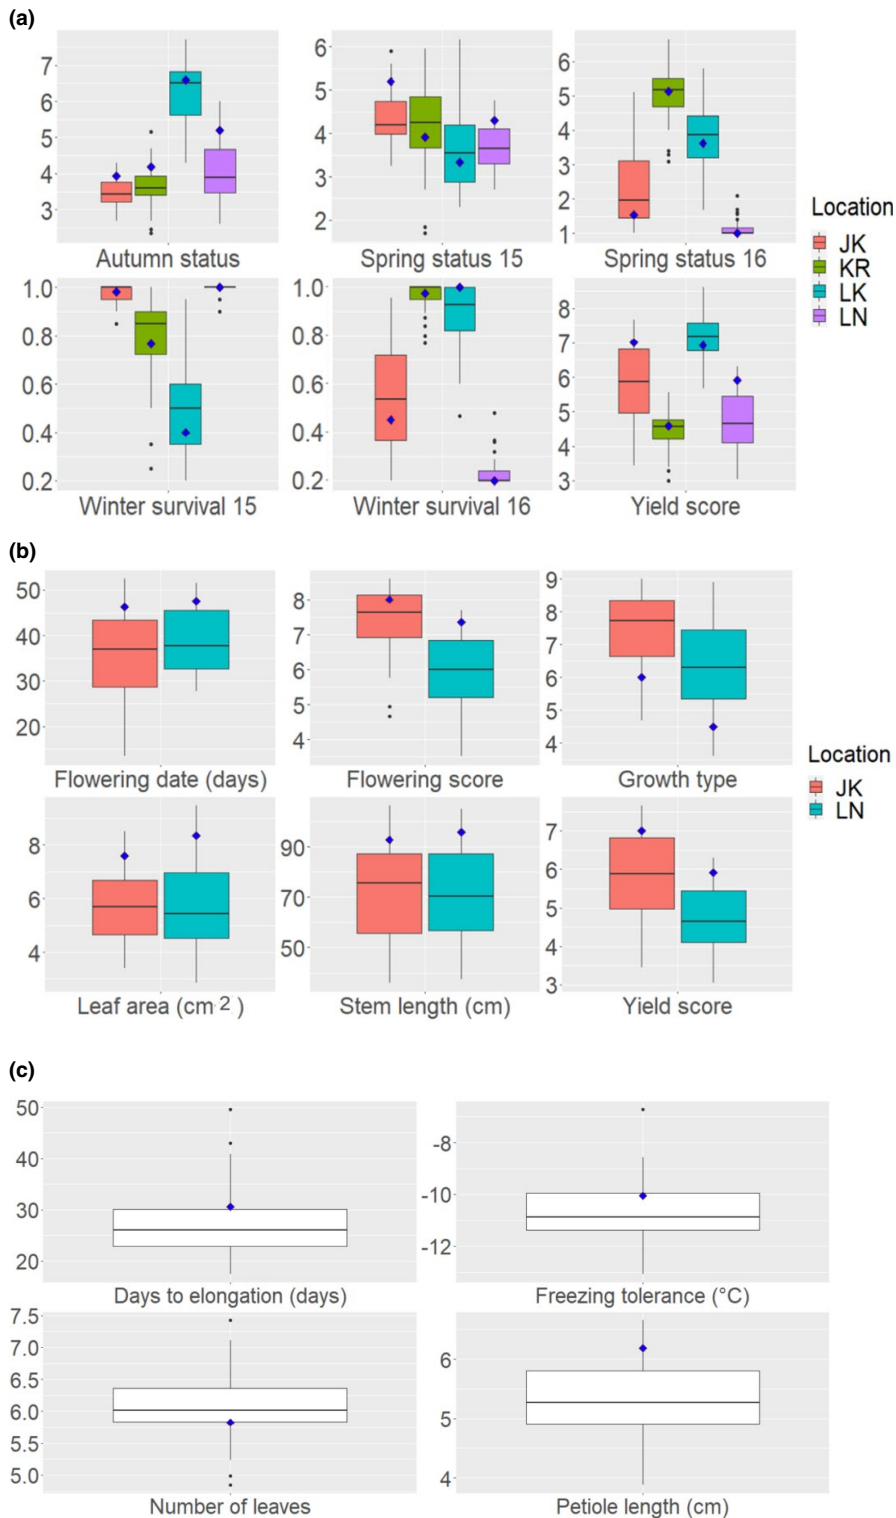 (a)
7
6
5
4
3
Autumn status
6
5
4
3
2
Spring status 15
6
5
4
3
2
1
Spring status 16
Location
JK
KR
LK
LN
1.0
0.8
0.6
0.4
0.2
Winter survival 15
1.0
0.8
0.6
0.4
0.2
Winter survival 16
8
7
6
5
4
3
Yield score
(b)
50
40
30
20
Flowering date (days)
8
7
6
5
4
Flowering score
9
8
7
6
5
4
Growth type
Location
JK
LN
8
6
4
Leaf area (cm 2 )
90
70
50
Stem length (cm)
7
6
5
4
3
Yield score
(c)
50
40
30
20
Days to elongation (days)
-8
-10
-12
Freezing tolerance (°C)
7.5
7.0
6.5
6.0
5.5
5.0
Number of leaves
6
5
4
Petiole length (cm)